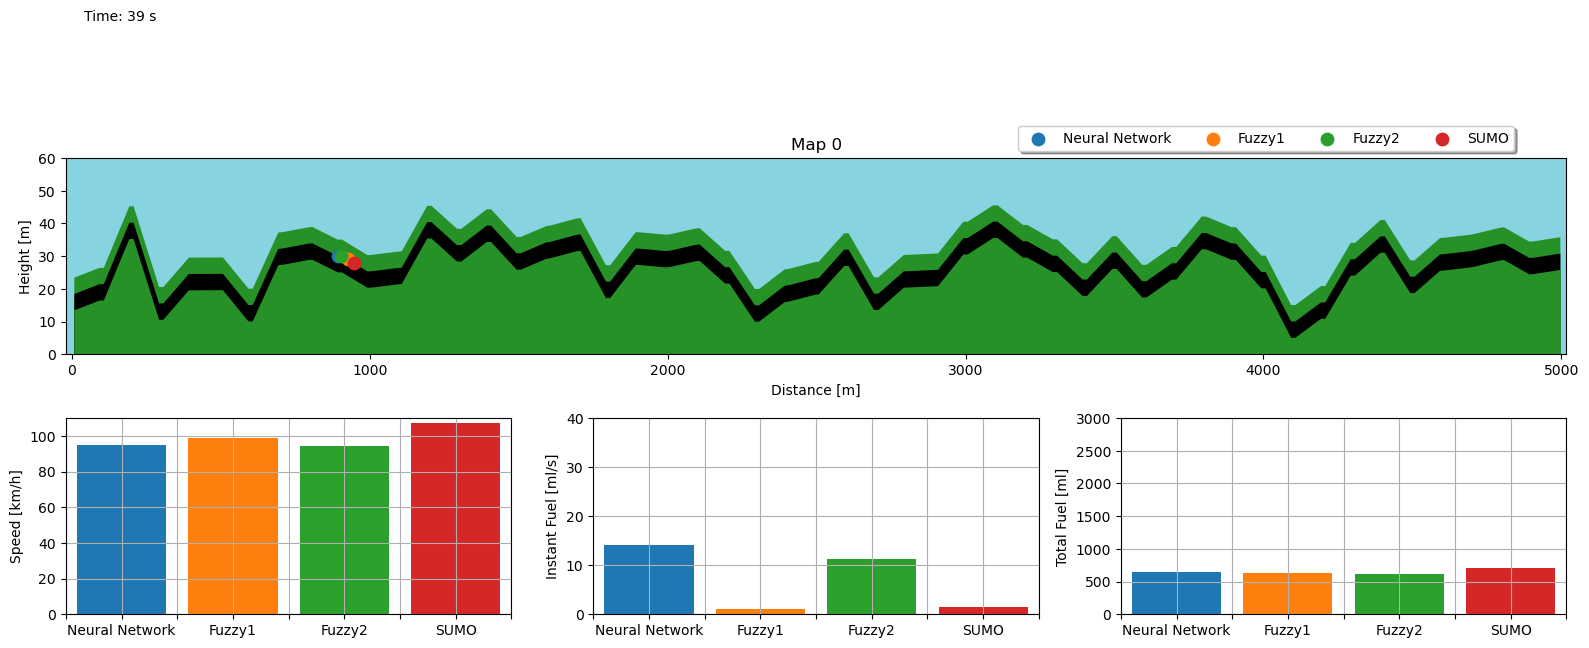 Time: 39 s
Map 0
Neural Network Fuzzy1 Fuzzy2 SUMO
Height [m]
60
50
40
30
20
10
0
0 1000 2000 3000 4000 5000
Distance [m]
Speed [km/h]
100
80
60
40
20
0
Neural Network Fuzzy1 Fuzzy2 SUMO
Instant Fuel [ml/s]
40
30
20
10
0
Neural Network Fuzzy1 Fuzzy2 SUMO
Total Fuel [ml]
3000
2500
2000
1500
1000
500
0
Neural Network Fuzzy1 Fuzzy2 SUMO